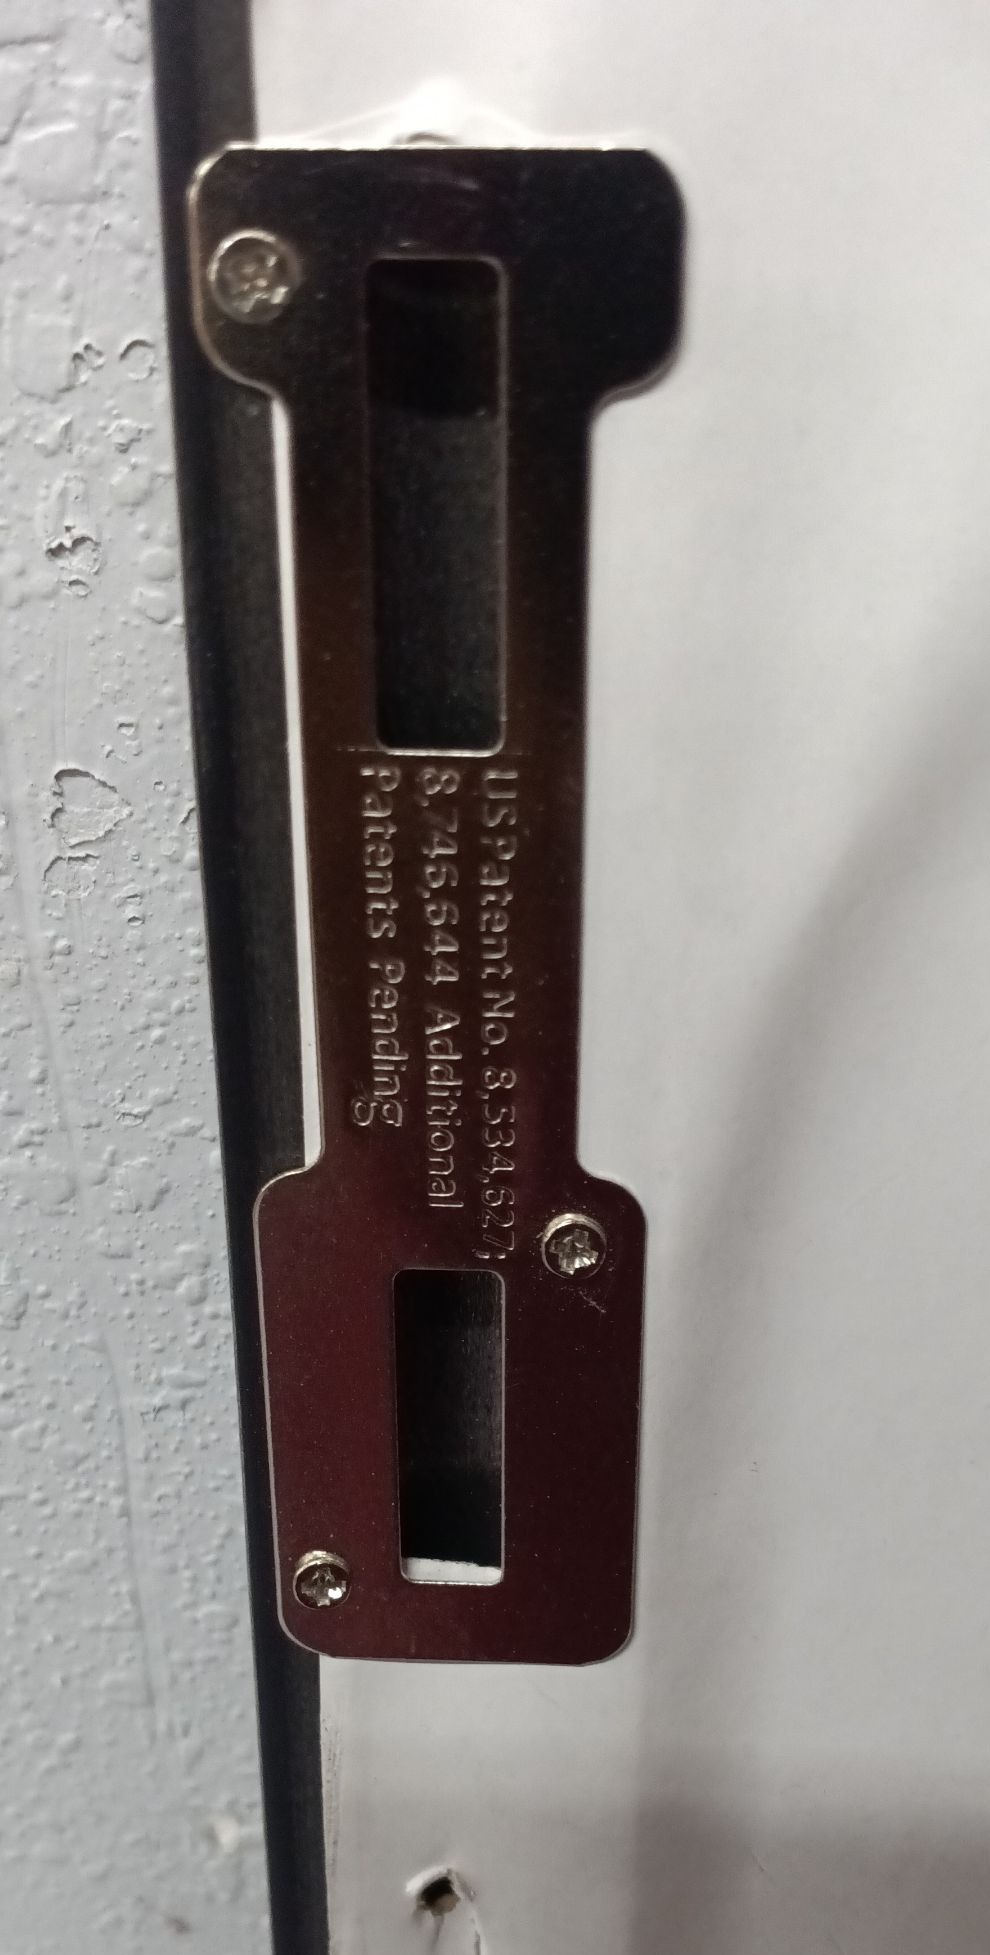 US Patent No. 8,534,627;
8,746,644 Additional
Patents Pending